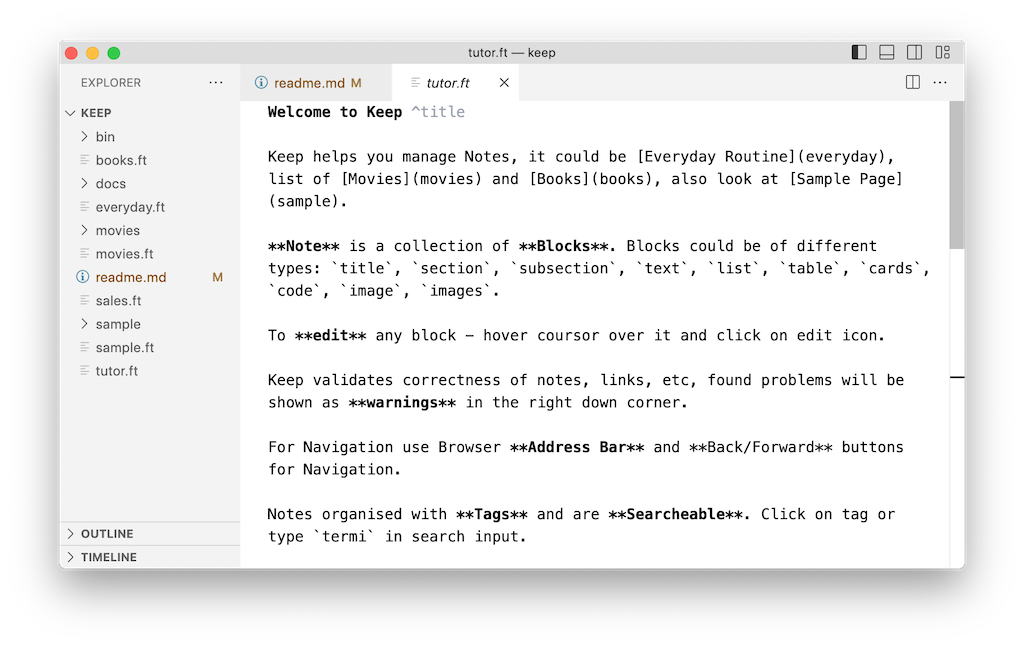 tutor.ft — keep
EXPLORER
readme.md M
tutor.ft
KEEP
bin
books.ft
docs
everyday.ft
movies
movies.ft
readme.md M
sales.ft
sample
sample.ft
tutor.ft
OUTLINE
TIMELINE
Welcome to Keep ^title
Keep helps you manage Notes, it could be [Everyday Routine](everyday),
list of [Movies](movies) and [Books](books), also look at [Sample Page]
(sample).
**Note** is a collection of **Blocks**. Blocks could be of different
types: `title`, `section`, `subsection`, `text`, `list`, `table`, `cards`,
`code`, `image`, `images`.
To **edit** any block – hover coursor over it and click on edit icon.
Keep validates correctness of notes, links, etc, found problems will be
shown as **warnings** in the right down corner.
For Navigation use Browser **Address Bar** and **Back/Forward** buttons
for Navigation.
Notes organised with **Tags** and are **Searcheable**. Click on tag or
type `termi` in search input.